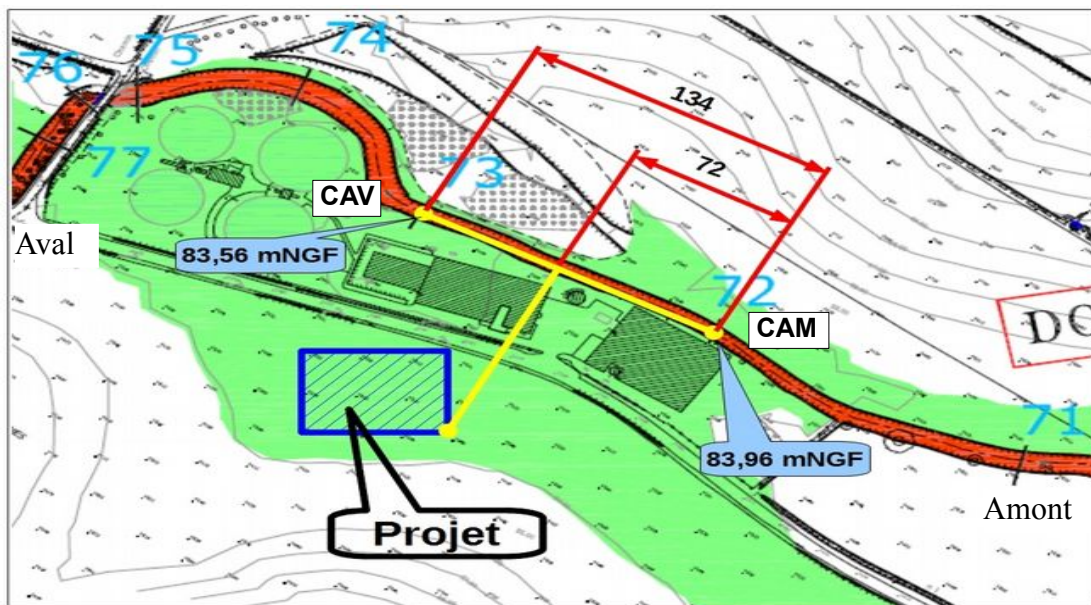 74
75
76
134
72
73
77
CAV
Aval
83,56 mNGF
72
CAM
DO
71
83,96 mNGF
Amont
Projet